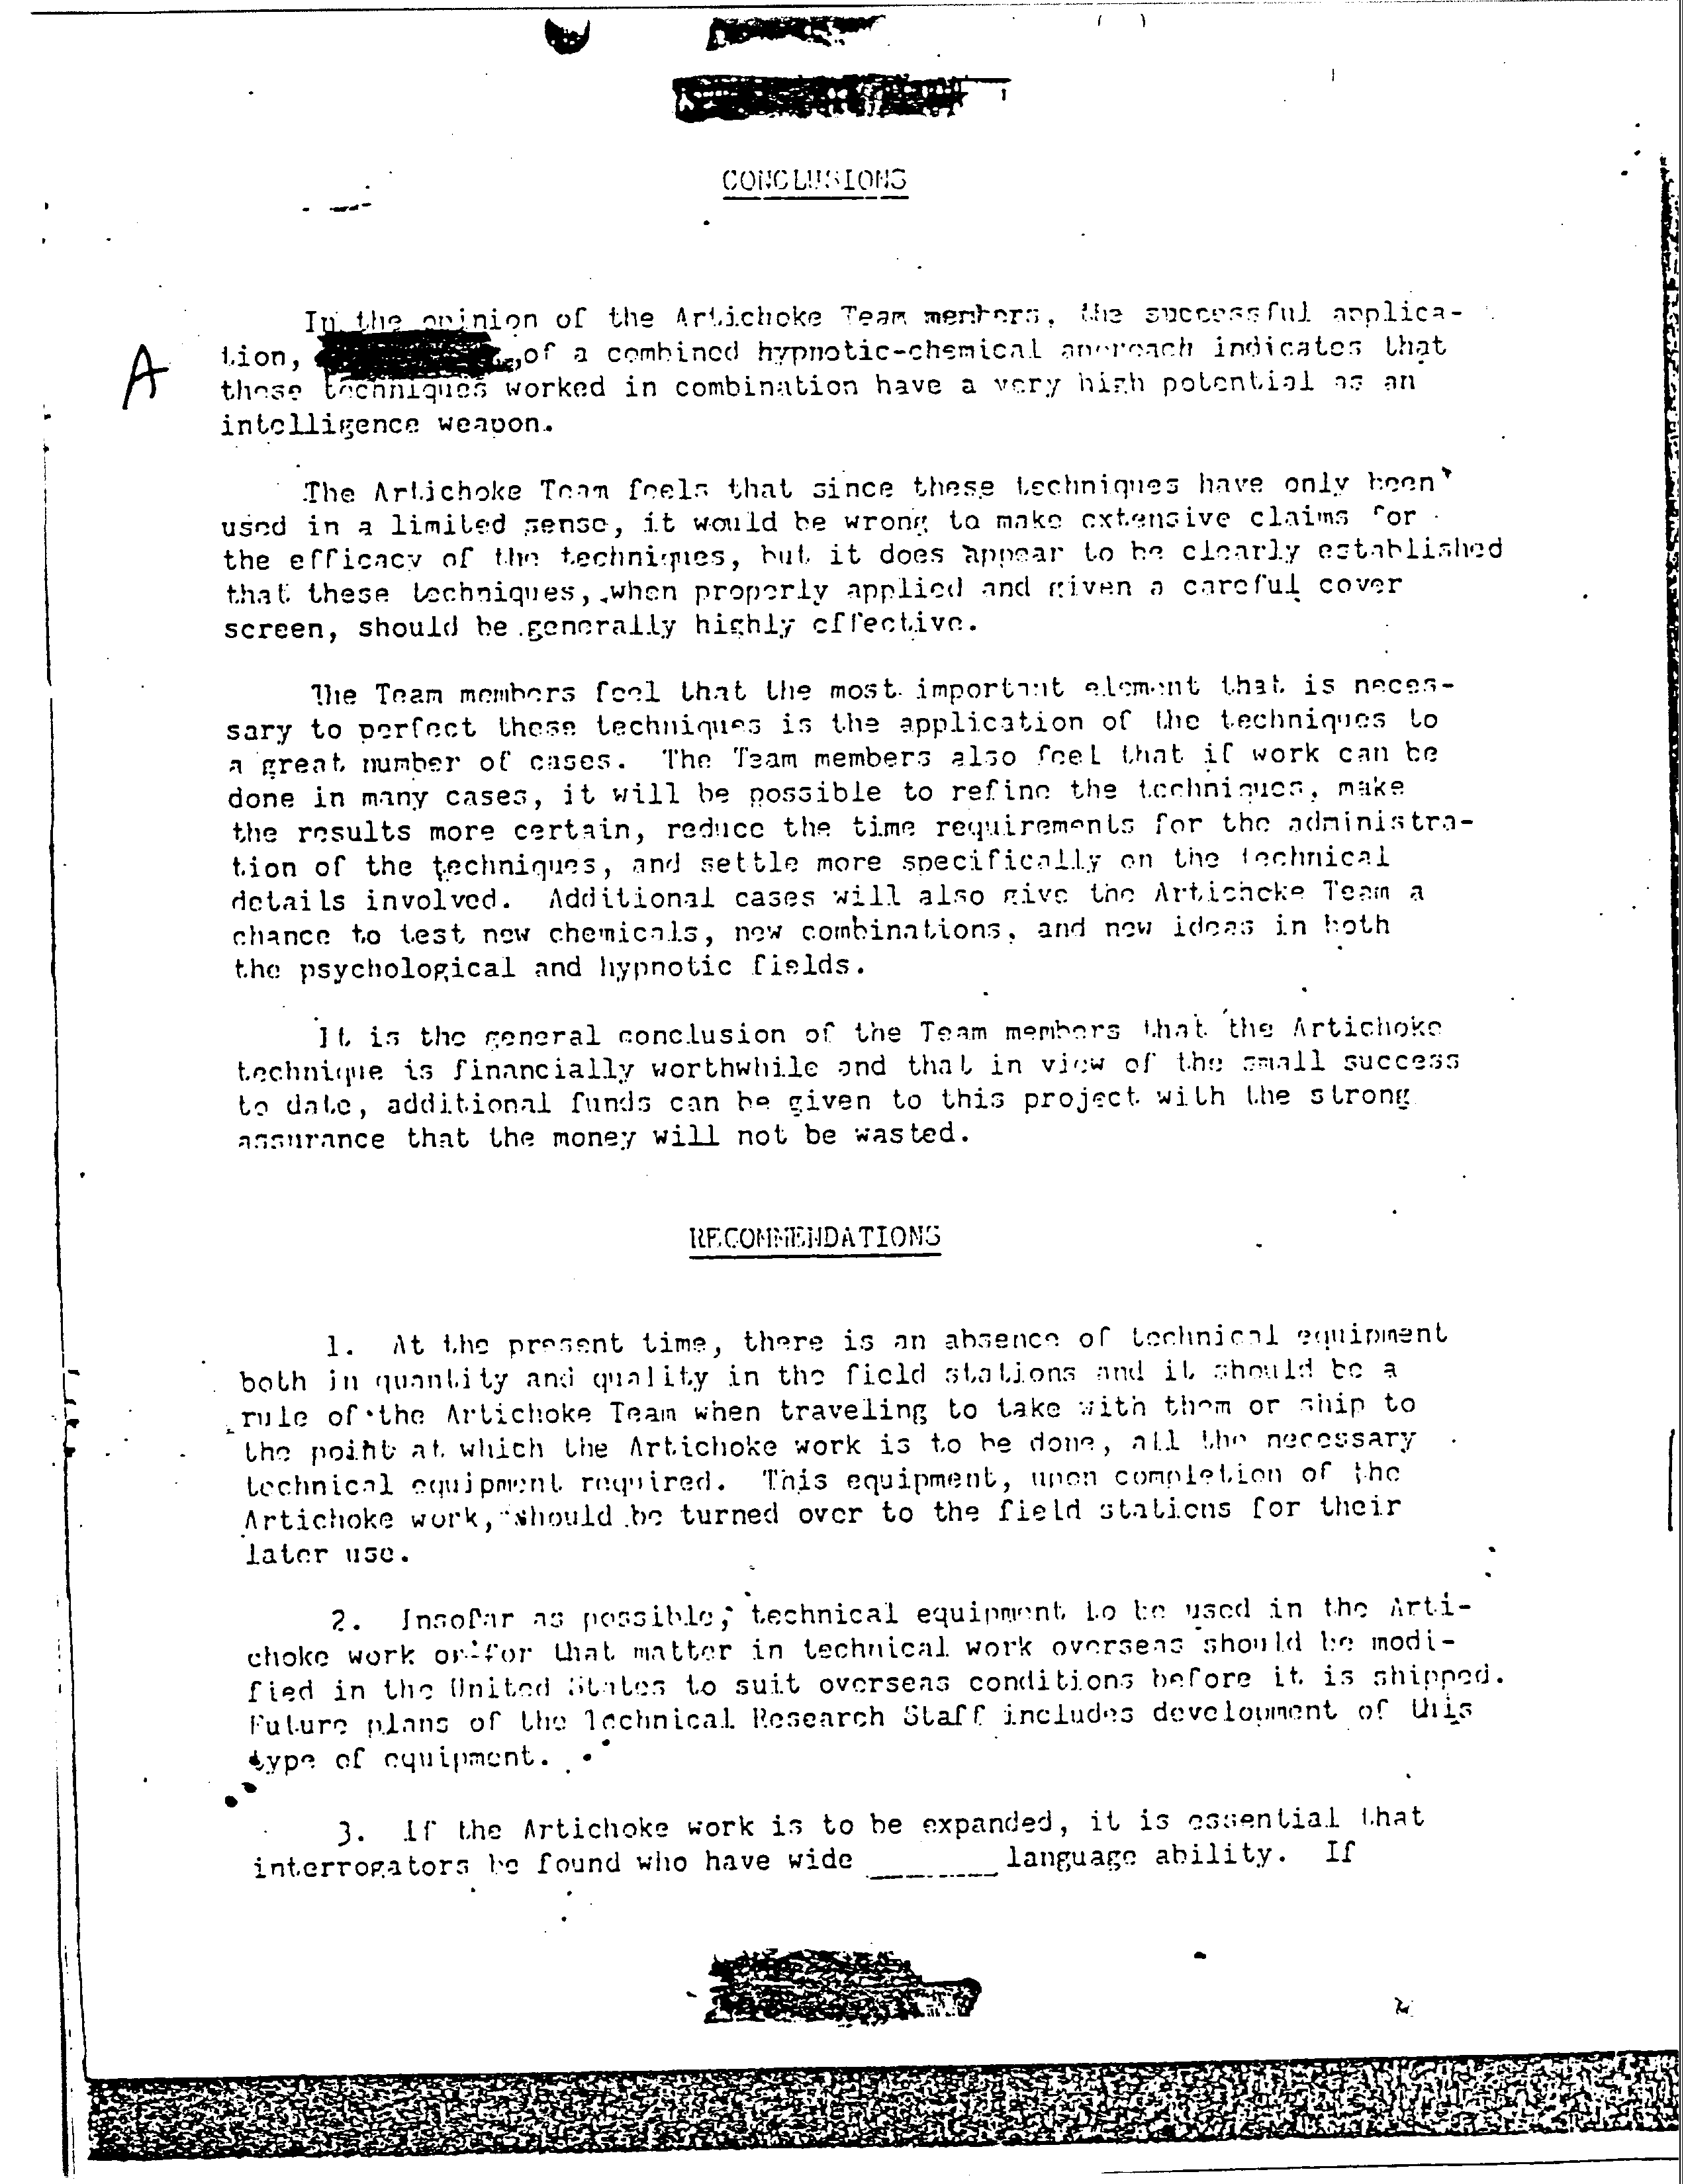 CONCLUSIONS
In the opinion of the Artichoke Team members, the successful applica-
A
tion, ,of a combined hypnotic-chemical approach indicates that
these techniques worked in combination have a very high potential as an
intelligence weapon.
The Artichoke Team feels that since these techniques have only been
used in a limited sense, it would be wrong to make extensive claims for
the efficacy of the techniques, but it does appear to be clearly established
that these techniques, when properly applied and given a careful cover
screen, should be generally highly effective.
The Team members feel that the most important element that is neces-
sary to perfect these techniques is the application of the techniques to
a great number of cases. The Team members also feel that if work can be
done in many cases, it will be possible to refine the techniques, make
the results more certain, reduce the time requirements for the administra-
tion of the techniques, and settle more specifically on the technical
details involved. Additional cases will also give the Artichoke Team a
chance to test new chemicals, new combinations, and new ideas in both
the psychological and hypnotic fields.
It is the general conclusion of the Team members that the Artichoke
technique is financially worthwhile and that in view of the small success
to date, additional funds can be given to this project with the strong
assurance that the money will not be wasted.
RECOMMENDATIONS
1. At the present time, there is an absence of technical equipment
both in quantity and quality in the field stations and it should be a
rule of the Artichoke Team when traveling to take with them or ship to
the point at which the Artichoke work is to be done, all the necessary
technical equipment required. This equipment, upon completion of the
Artichoke work, should be turned over to the field stations for their
later use.
2. Insofar as possible, technical equipment to be used in the Arti-
choke work or for that matter in technical work overseas should be modi-
fied in the United States to suit overseas conditions before it is shipped.
Future plans of the Technical Research Staff includes development of this
type of equipment.
3. If the Artichoke work is to be expanded, it is essential that
interrogators be found who have wide ________ language ability. If